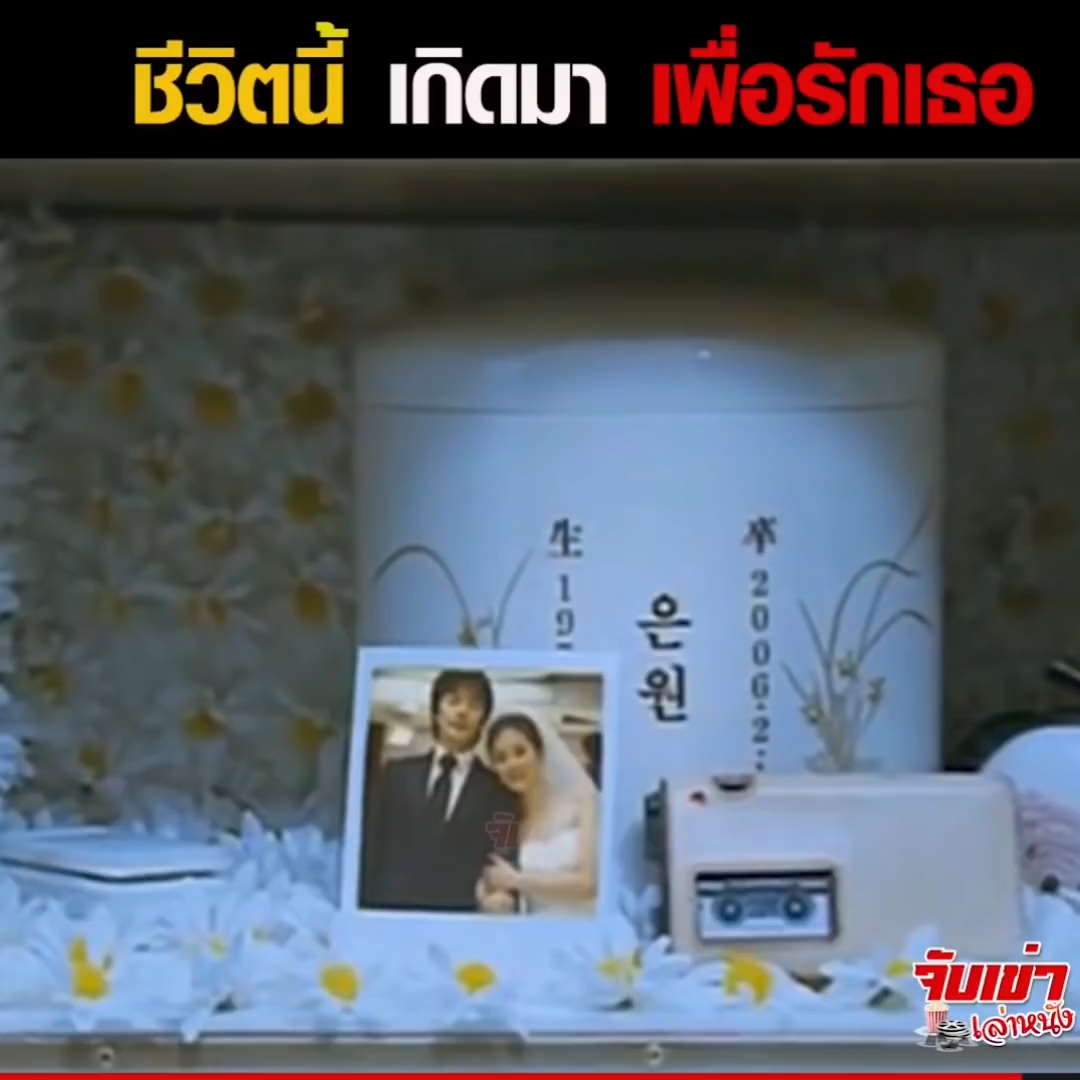 ชีวิตนี้ เกิดมา เพื่อรักเธอ
生 19
은원
卒 2006.2
จับเข่า
เล่าหนัง